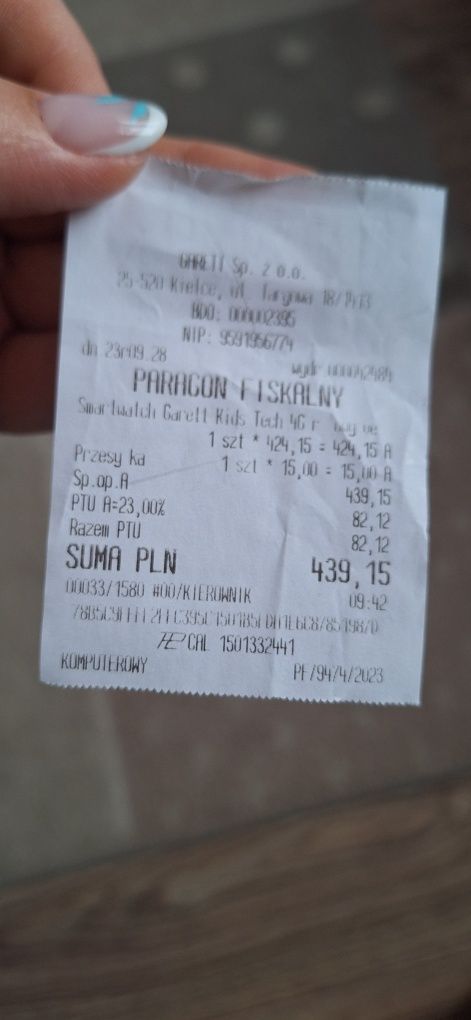 GARETT Sp. z o.o.
25-520 Kielce, ul. Targowa 18/
BDO:
NIP: 9591956774
dn 23r09.28
wydr.
PARAGON FISKALNY
Smartwatch Garett Kids Tech 4G r
1 szt * 424,15 = 424,15 A
Przesy ka 1 szt * 15,00 = 15,00 A
Sp.op.A 439,15
PTU A=23,00% 82,12
Razem PTU 82,12
SUMA PLN 439,15
00033/1580 #00/KIEROWNIK 09:42
CAL 1501332441
KOMPUTEROWY PF/94/4/2023